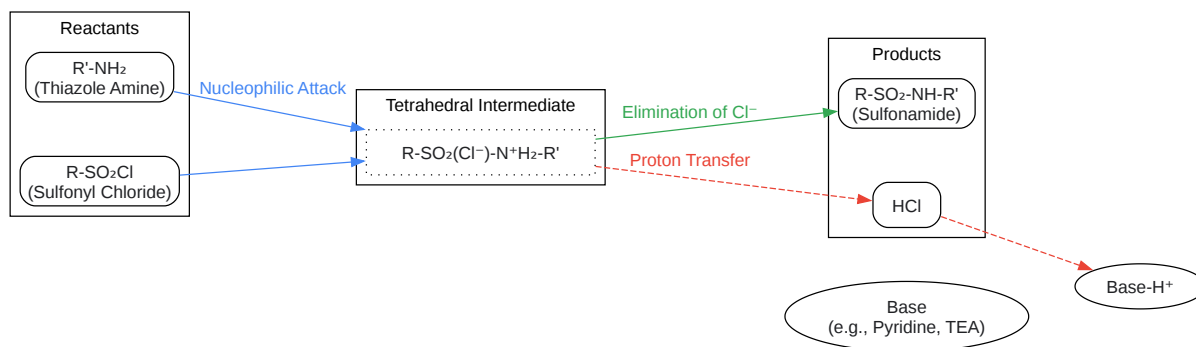 Reactants
R'-NH₂
(Thiazole Amine)
R-SO₂Cl
(Sulfonyl Chloride)
Nucleophilic Attack
Tetrahedral Intermediate
R-SO₂(Cl⁻)-N⁺H₂-R'
Elimination of Cl⁻
Proton Transfer
Products
R-SO₂-NH-R'
(Sulfonamide)
HCl
Base-H⁺
Base
(e.g., Pyridine, TEA)